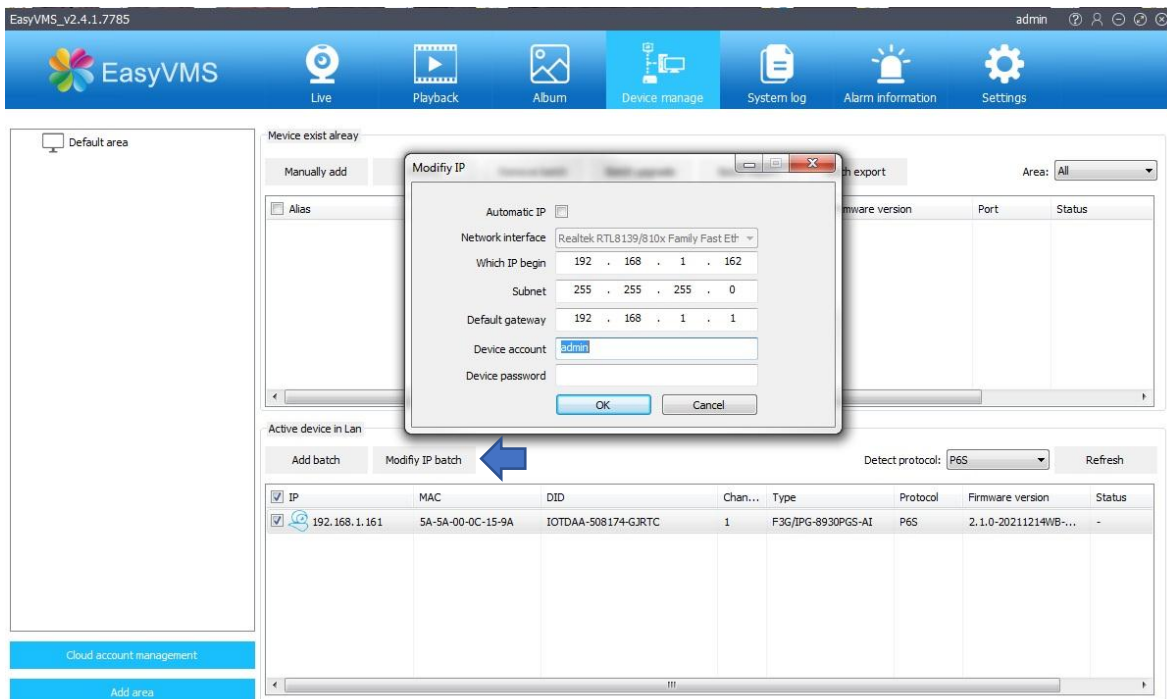 EasyVMS_v2.4.1.7785 admin
EasyVMS
Live Playback Album Device manage System log Alarm information Settings
Default area
Mevice exist alreay
Manually add export Area: All
Alias version Port Status
Modifiy IP
Automatic IP
Network interface Realtek RTL8139/810x Family Fast Eth
Which IP begin 192 . 168 . 1 . 162
Subnet 255 . 255 . 255 . 0
Default gateway 192 . 168 . 1 . 1
Device account admin
Device password
OK Cancel
Active device in Lan
Add batch Modifiy IP batch Detect protocol: P6S Refresh
IP MAC DID Chan... Type Protocol Firmware version Status
192.168.1.161 5A-5A-00-0C-15-9A IOTDAA-508174-GJRTC 1 F3G/IPG-8930PGS-AI P6S 2.1.0-20211214WB-... -
Cloud account management
Add area